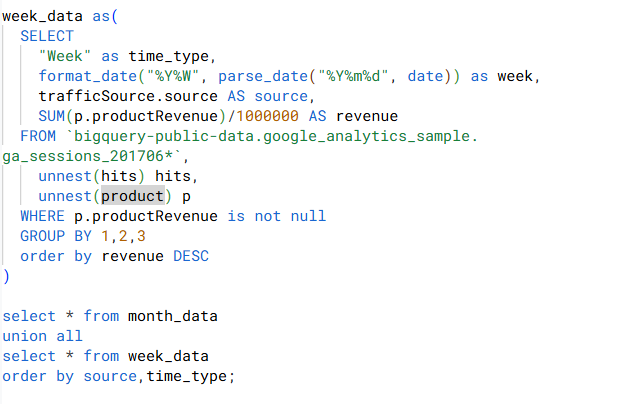 week_data as(
SELECT
"Week" as time_type,
format_date("%Y%W", parse_date("%Y%m%d", date)) as week,
trafficSource.source AS source,
SUM(p.productRevenue)/1000000 AS revenue
FROM `bigquery-public-data.google_analytics_sample.
ga_sessions_201706*`,
unnest(hits) hits,
unnest(product) p
WHERE p.productRevenue is not null
GROUP BY 1,2,3
order by revenue DESC
)
select * from month_data
union all
select * from week_data
order by source,time_type;